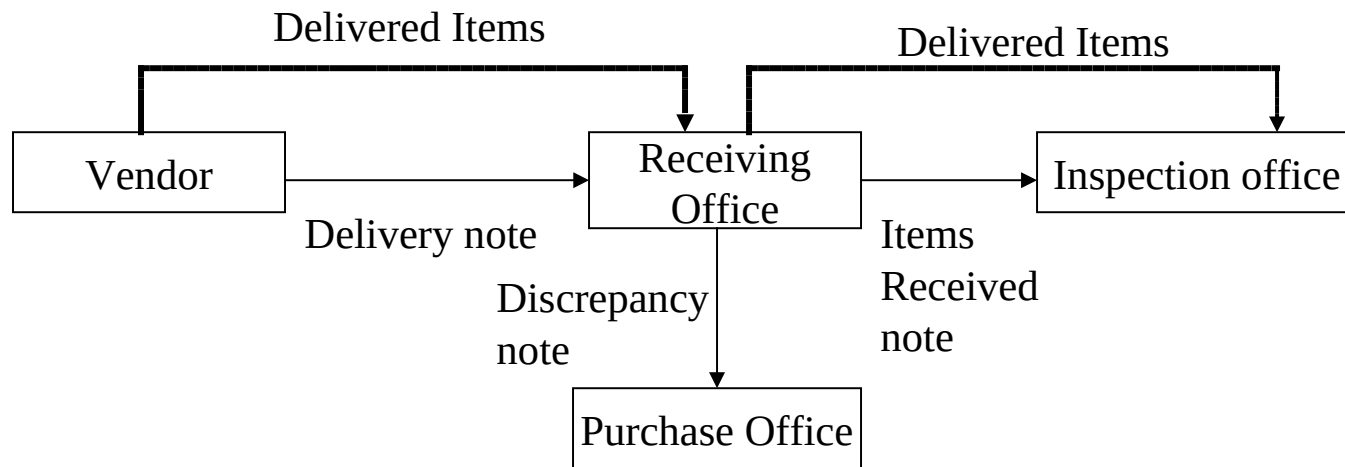 Delivered Items
Delivered Items
Vendor
Receiving
Office
Inspection office
Delivery note
Items
Received
note
Discrepancy
note
Purchase Office